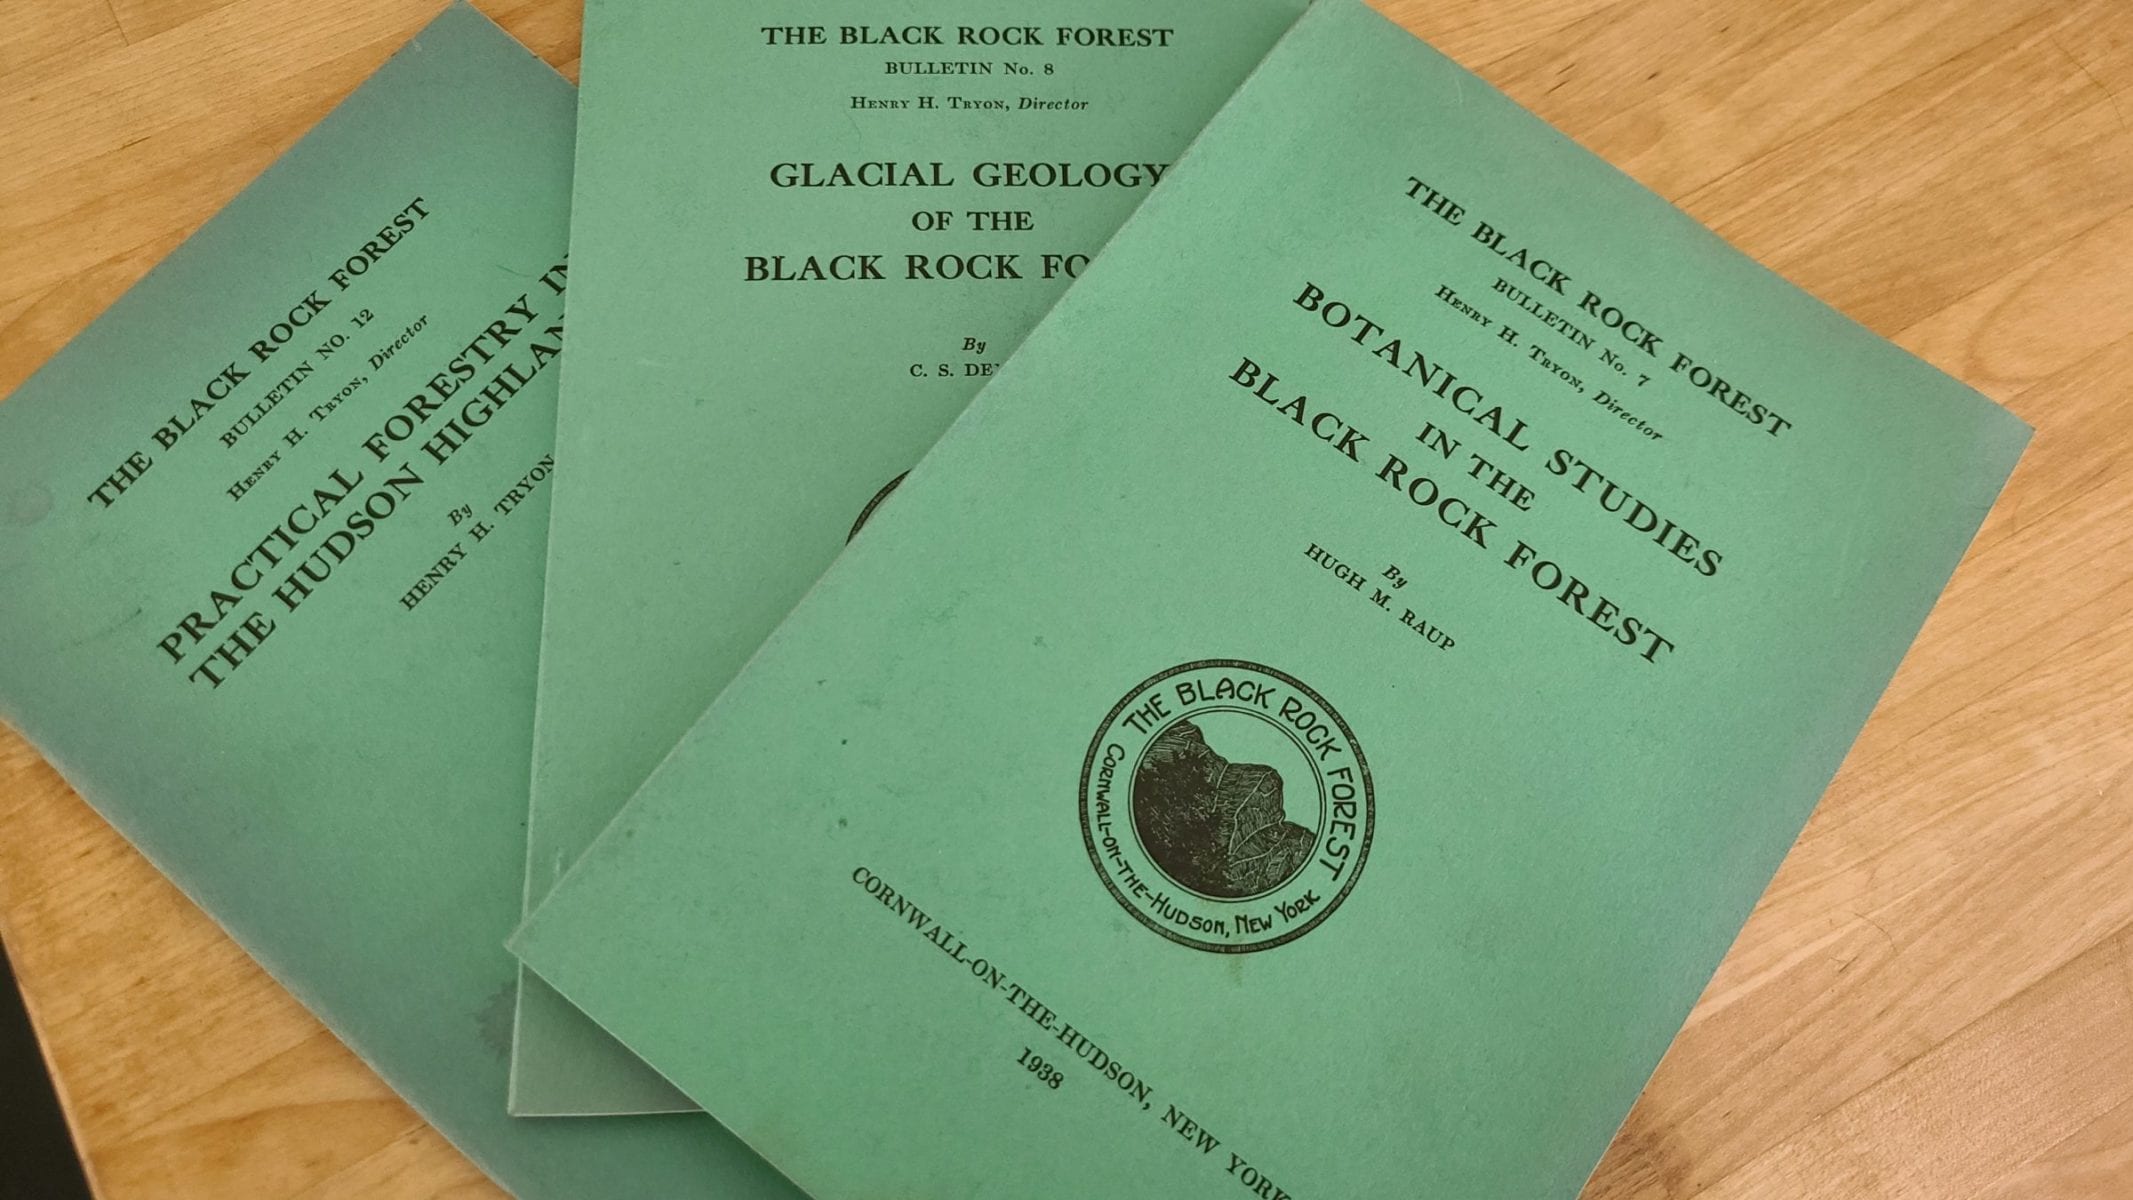 THE BLACK ROCK FOREST
BULLETIN NO. 12
HENRY H. TRYON, Director
PRACTICAL FORESTRY IN
THE HUDSON
By
HENRY H. TRYON
THE BLACK ROCK FOREST
BULLETIN No. 8
HENRY H. TRYON, Director
GLACIAL GEOLOGY
OF THE
BLACK ROCK
By
C. S.
THE BLACK ROCK FOREST
BULLETIN No. 7
HENRY H. TRYON, Director
BOTANICAL STUDIES
IN THE
BLACK ROCK FOREST
By
HUGH M. RAUP
THE BLACK ROCK FOREST
CORNWALL-ON-THE-HUDSON, NEW YORK
CORNWALL-ON-THE-HUDSON, NEW YORK
1938